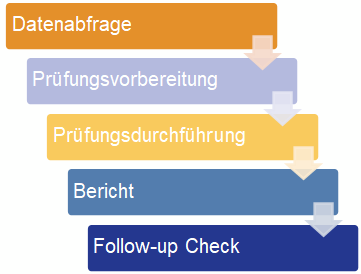 Datenabfrage
Prüfungsvorbereitung
Prüfungsdurchführung
Bericht
Follow-up Check